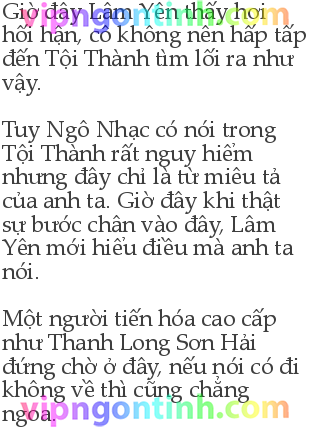 Giờ đây Lâm Yên thấy hơi
hối hận, cô không nên hấp tấp
đến Tội Thành tìm lối ra như
vậy.
Tuy Ngô Nhạc có nói trong
Tội Thành rất nguy hiểm
nhưng đây chỉ là từ miêu tả
của anh ta. Giờ đây khi thật
sự bước chân vào đây, Lâm
Yên mới hiểu điều mà anh ta
nói.
Một người tiến hóa cao cấp
như Thanh Long Sơn Hải
đứng chờ ở đây, nếu nói có đi
không về thì cũng chẳng
ngoa.
vipngontinh.com
vipngontinh.com